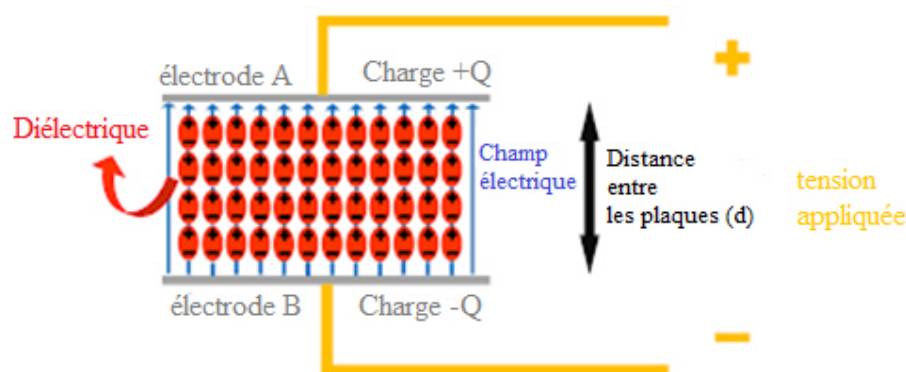 électrode A
Charge +Q
+
Diélectrique
Champ
électrique
Distance
entre
les plaques (d)
tension
appliquée
électrode B
Charge -Q
-